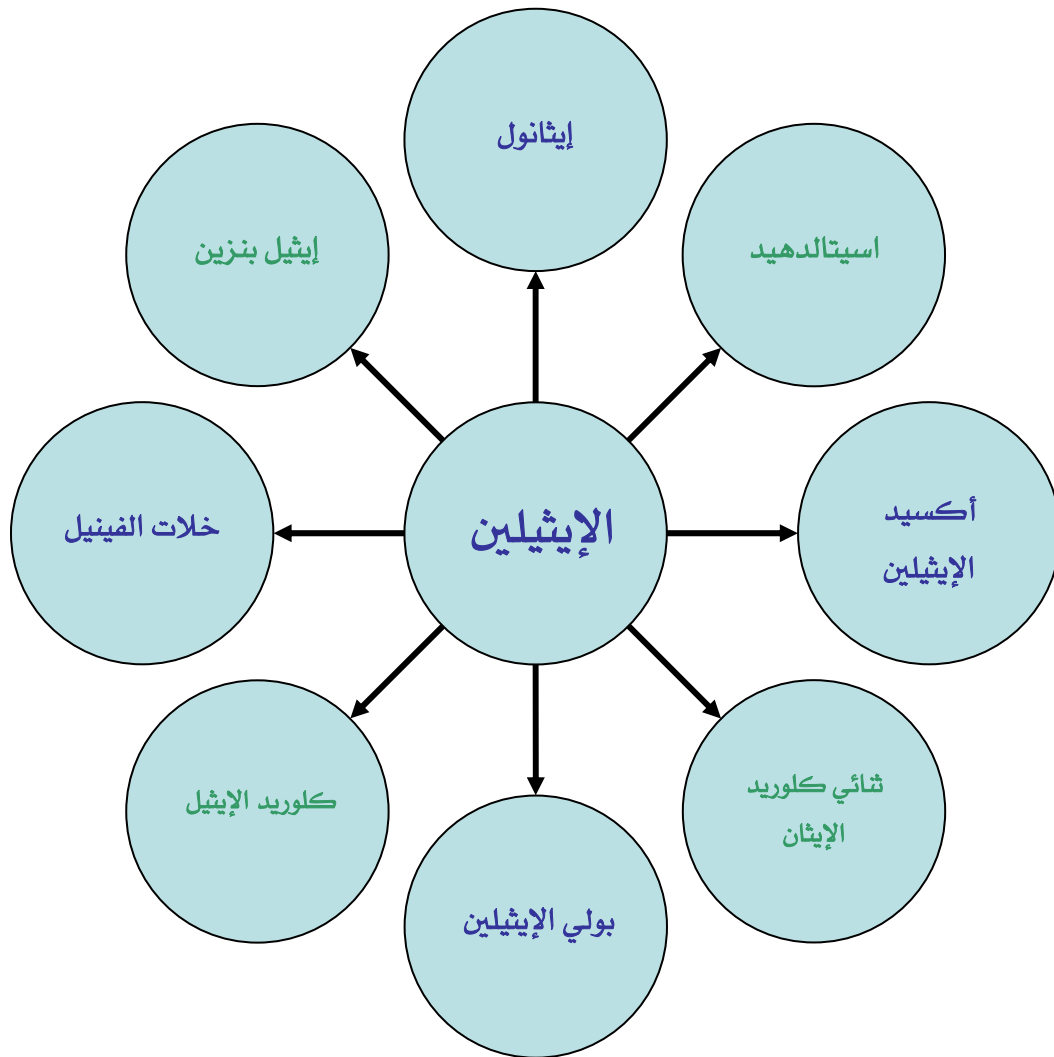 إيثانول
إيثيل بنزين
اسيتالدهيد
خلات الفينيل
الإيثيلين
أكسيد
الإيثيلين
كلوريد الإيثيل
ثنائي كلوريد
الإيثان
بولي الإيثيلين